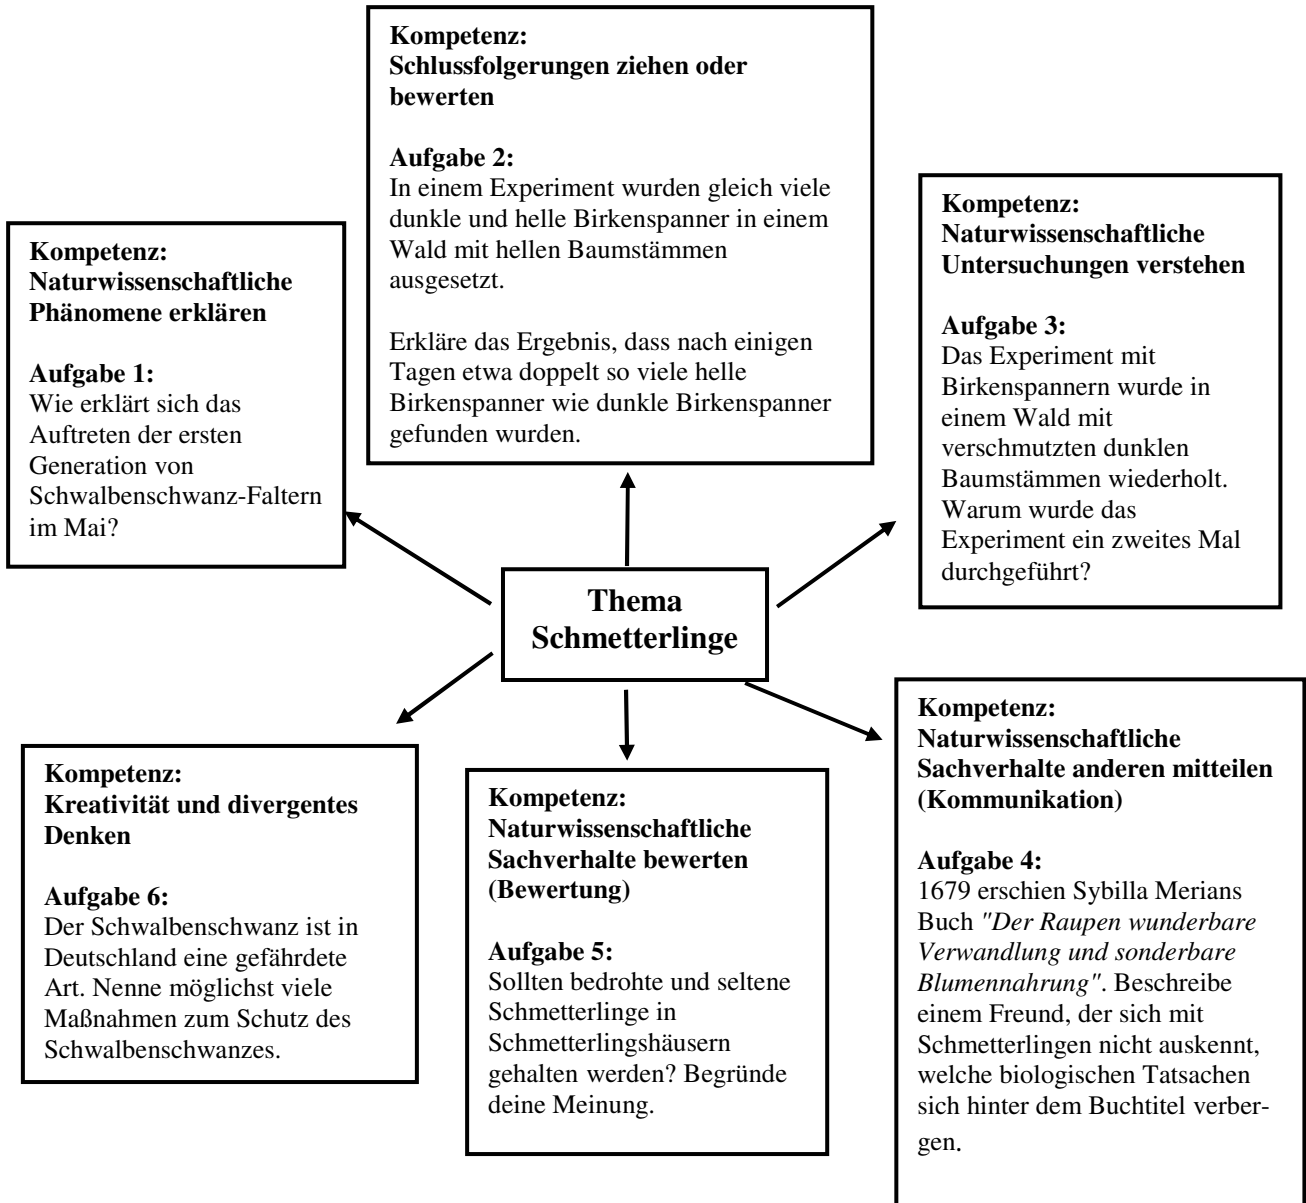 Kompetenz:
Schlussfolgerungen ziehen oder
bewerten
Aufgabe 2:
In einem Experiment wurden gleich viele
dunkle und helle Birkenspanner in einem
Wald mit hellen Baumstämmen
ausgesetzt.
Erkläre das Ergebnis, dass nach einigen
Tagen etwa doppelt so viele helle
Birkenspanner wie dunkle Birkenspanner
gefunden wurden.
Kompetenz:
Naturwissenschaftliche
Phänomene erklären
Aufgabe 1:
Wie erklärt sich das
Auftreten der ersten
Generation von
Schwalbenschwanz-Faltern
im Mai?
Kompetenz:
Naturwissenschaftliche
Untersuchungen verstehen
Aufgabe 3:
Das Experiment mit
Birkenspannern wurde in
einem Wald mit
verschmutzten dunklen
Baumstämmen wiederholt.
Warum wurde das
Experiment ein zweites Mal
durchgeführt?
Thema
Schmetterlinge
Kompetenz:
Kreativität und divergentes
Denken
Aufgabe 6:
Der Schwalbenschwanz ist in
Deutschland eine gefährdete
Art. Nenne möglichst viele
Maßnahmen zum Schutz des
Schwalbenschwanzes.
Kompetenz:
Naturwissenschaftliche
Sachverhalte bewerten
(Bewertung)
Aufgabe 5:
Sollten bedrohte und seltene
Schmetterlinge in
Schmetterlingshäusern
gehalten werden? Begründe
deine Meinung.
Kompetenz:
Naturwissenschaftliche
Sachverhalte anderen mitteilen
(Kommunikation)
Aufgabe 4:
1679 erschien Sybilla Merians
Buch "Der Raupen wunderbare
Verwandlung und sonderbare
Blumennahrung". Beschreibe
einem Freund, der sich mit
Schmetterlingen nicht auskennt,
welche biologischen Tatsachen
sich hinter dem Buchtitel verber-
gen.